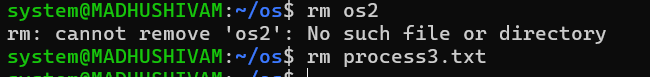 system@MADHUSHIVAM:~/os$ rm os2
rm: cannot remove 'os2': No such file or directory
system@MADHUSHIVAM:~/os$ rm process3.txt